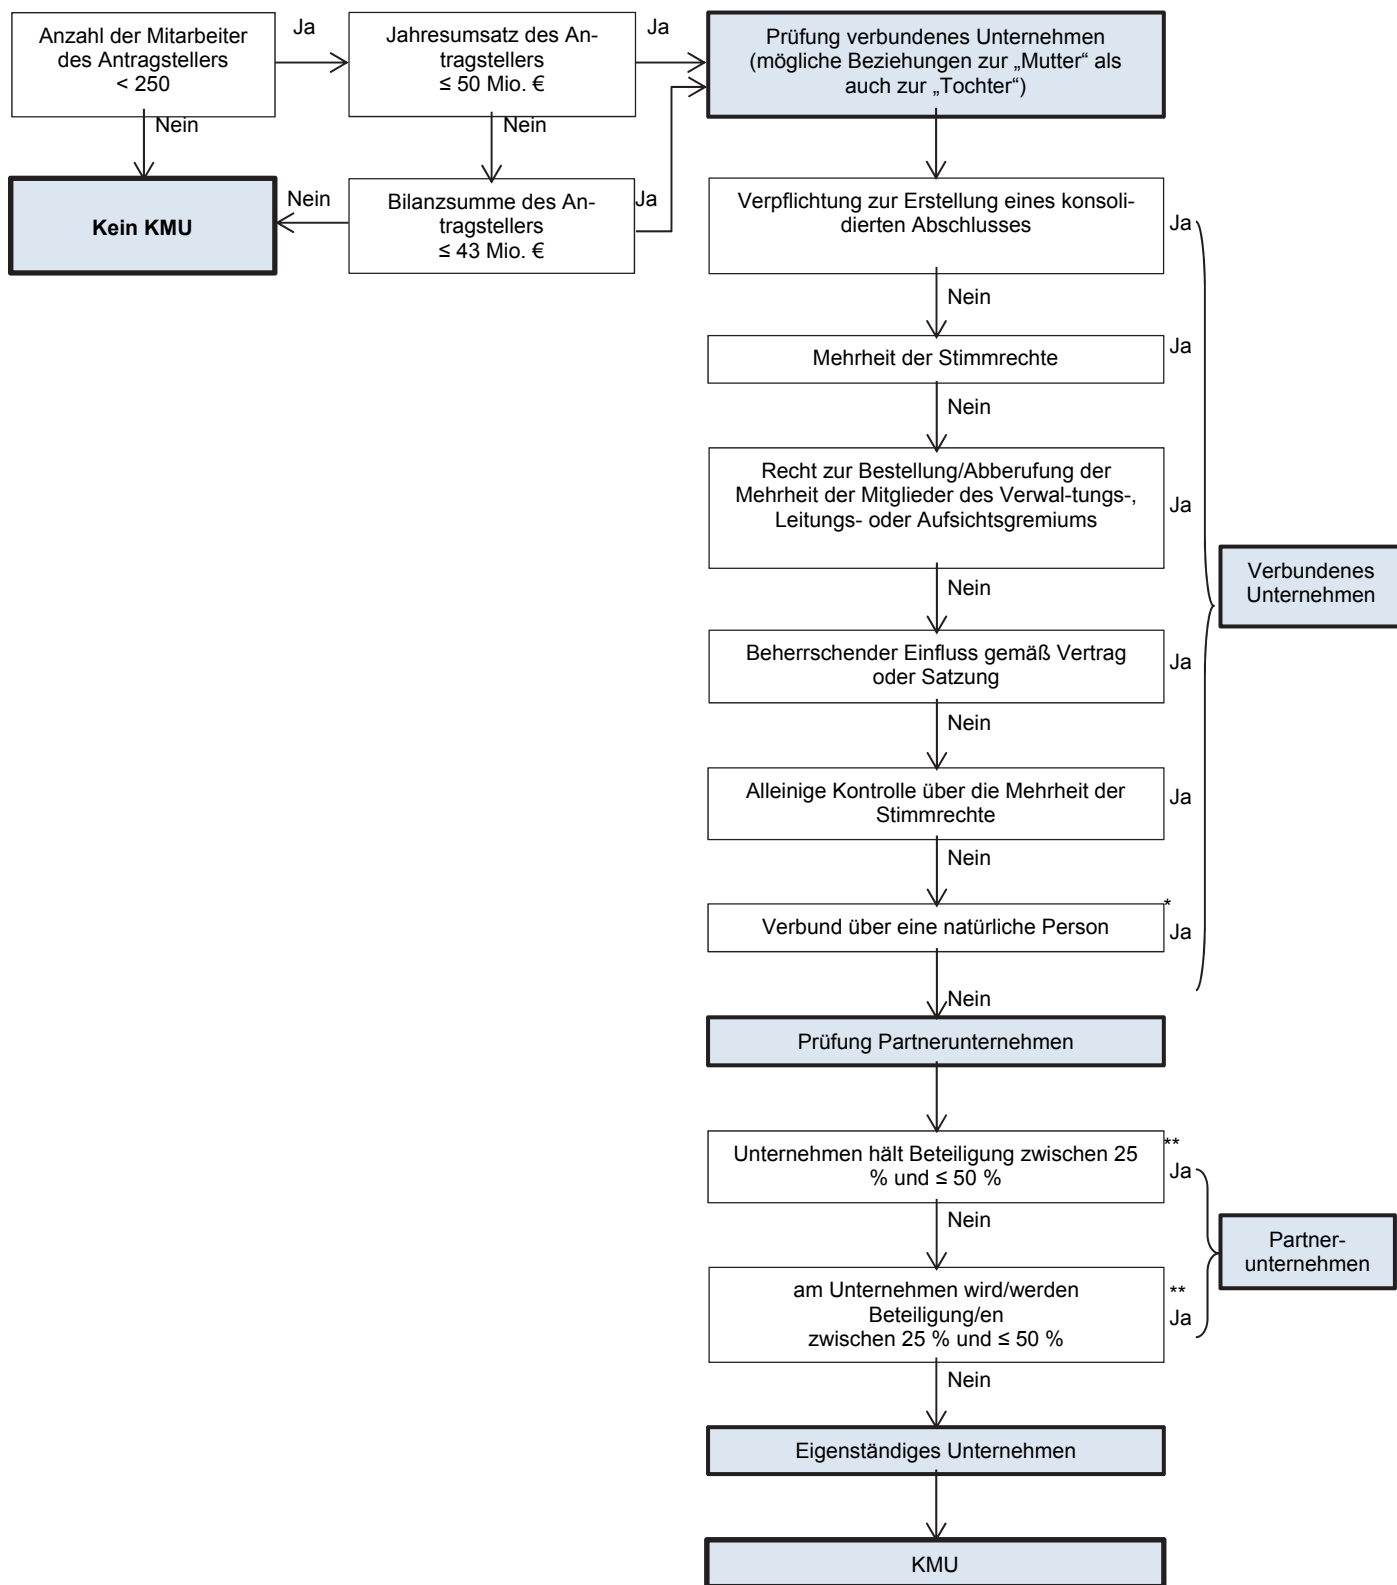 Anzahl der Mitarbeiter
des Antragstellers
< 250
Ja
Jahresumsatz des An-
tragstellers
≤ 50 Mio. €
Ja
Prüfung verbundenes Unternehmen
(mögliche Beziehungen zur „Mutter“ als
auch zur „Tochter“)
Nein
Nein
Kein KMU
Nein
Bilanzsumme des An-
tragstellers
≤ 43 Mio. €
Ja
Verpflichtung zur Erstellung eines konsoli-
dierten Abschlusses
Ja
Nein
Mehrheit der Stimmrechte
Ja
Nein
Recht zur Bestellung/Abberufung der
Mehrheit der Mitglieder des Verwal-tungs-,
Leitungs- oder Aufsichtsgremiums
Ja
Verbundenes
Unternehmen
Nein
Beherrschender Einfluss gemäß Vertrag
oder Satzung
Ja
Nein
Alleinige Kontrolle über die Mehrheit der
Stimmrechte
Ja
Nein
Verbund über eine natürliche Person
*
Ja
Nein
Prüfung Partnerunternehmen
Unternehmen hält Beteiligung zwischen 25
% und ≤ 50 %
**
Ja
Nein
Partner-
unternehmen
am Unternehmen wird/werden
Beteiligung/en
zwischen 25 % und ≤ 50 %
**
Ja
Nein
Eigenständiges Unternehmen
KMU